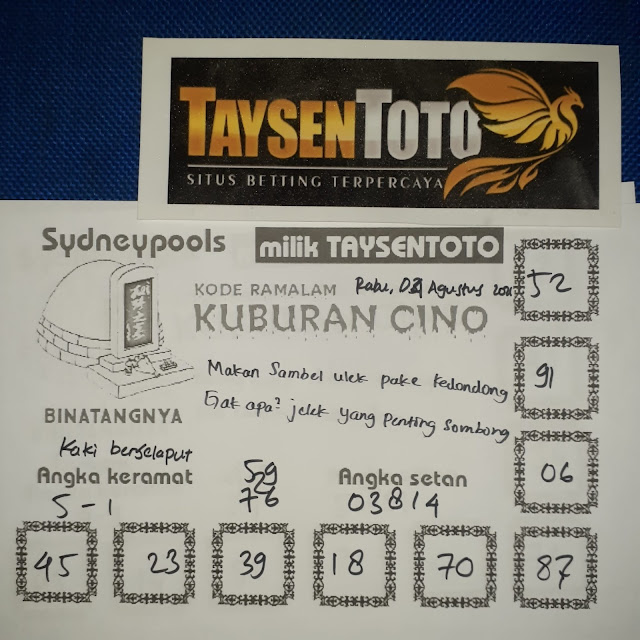 TAYSENTOTO
SITUS BETTING TERPERCAYA
Sydneypools
milik TAYSENTOTO
52
KODE RAMALAM
Rabu, Agustus
KUBURAN CINO
91
Makan Sambel ulek pake kedondong
Gak apa² jelek yang penting sombong
BINATANGNYA
Kaki berselaput
06
Angka keramat
59
Angka setan
5-1
76
03814
45
23
39
18
70
87